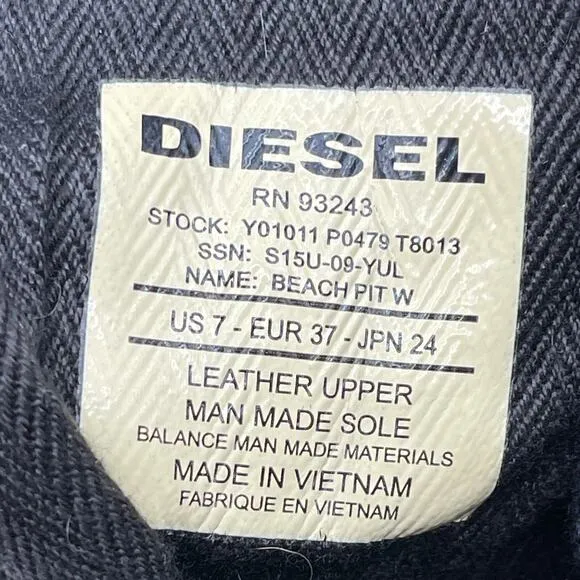 DIESEL
RN 93243
STOCK: Y01011 P0479 T8013
SSN: S15U-09-YUL
NAME: BEACH PIT W
US 7 - EUR 37 - JPN 24
LEATHER UPPER
MAN MADE SOLE
BALANCE MAN MADE MATERIALS
MADE IN VIETNAM
FABRIQUE EN VIETNAM